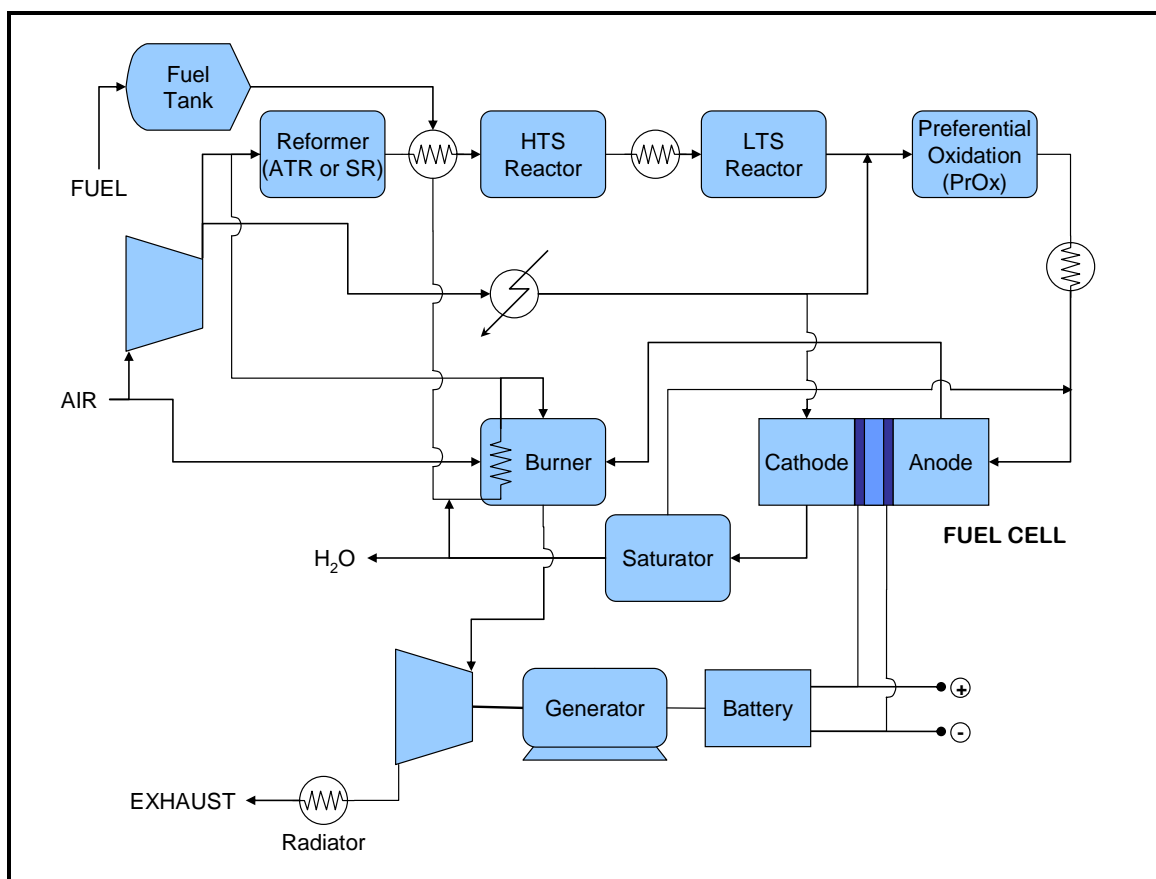 Fuel
Tank
FUEL
Reformer
(ATR or SR)
HTS
Reactor
LTS
Reactor
Preferential
Oxidation
(PrOx)
AIR
Burner
Cathode
Anode
FUEL CELL
H₂O
Saturator
Generator
Battery
+
-
EXHAUST
Radiator